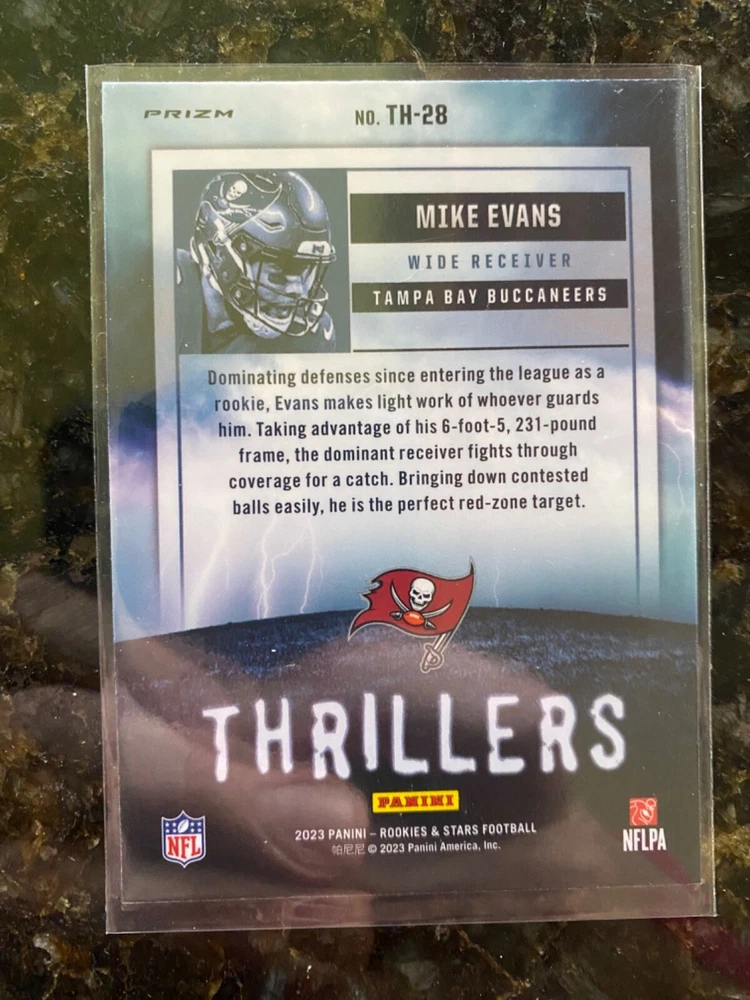 PRIZM
NO. TH-28
MIKE EVANS
WIDE RECEIVER
TAMPA BAY BUCCANEERS
Dominating defenses since entering the league as a
rookie, Evans makes light work of whoever guards
him. Taking advantage of his 6-foot-5, 231-pound
frame, the dominant receiver fights through
coverage for a catch. Bringing down contested
balls easily, he is the perfect red-zone target.
THRILLERS
PANINI
2023 PANINI – ROOKIES & STARS FOOTBALL
帕尼尼 © 2023 Panini America, Inc.
NFL
NFLPA